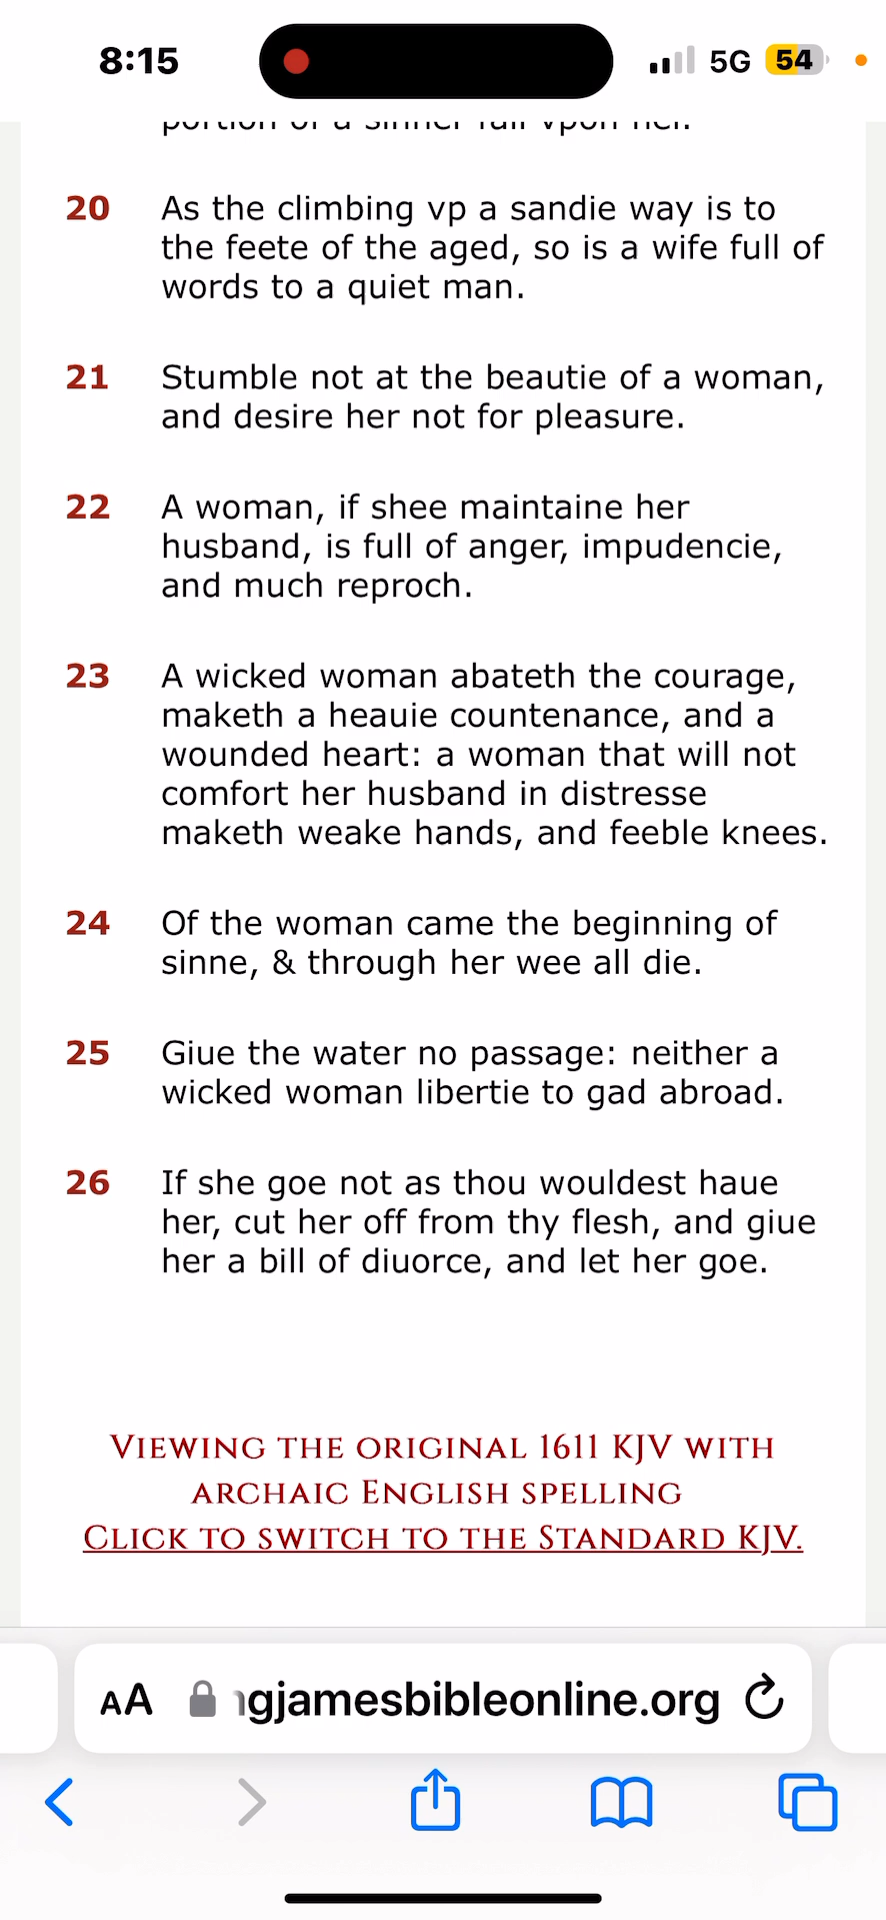 8:15
5G
54
portion of a sinner fall vpon her.
20 As the climbing vp a sandie way is to
the feete of the aged, so is a wife full of
words to a quiet man.
21 Stumble not at the beautie of a woman,
and desire her not for pleasure.
22 A woman, if shee maintaine her
husband, is full of anger, impudencie,
and much reproch.
23 A wicked woman abateth the courage,
maketh a heauie countenance, and a
wounded heart: a woman that will not
comfort her husband in distresse
maketh weake hands, and feeble knees.
24 Of the woman came the beginning of
sinne, & through her wee all die.
25 Giue the water no passage: neither a
wicked woman libertie to gad abroad.
26 If she goe not as thou wouldest haue
her, cut her off from thy flesh, and giue
her a bill of diuorce, and let her goe.
VIEWING THE ORIGINAL 1611 KJV WITH
ARCHAIC ENGLISH SPELLING
CLICK TO SWITCH TO THE STANDARD KJV.
AA ngjamesbibleonline.org